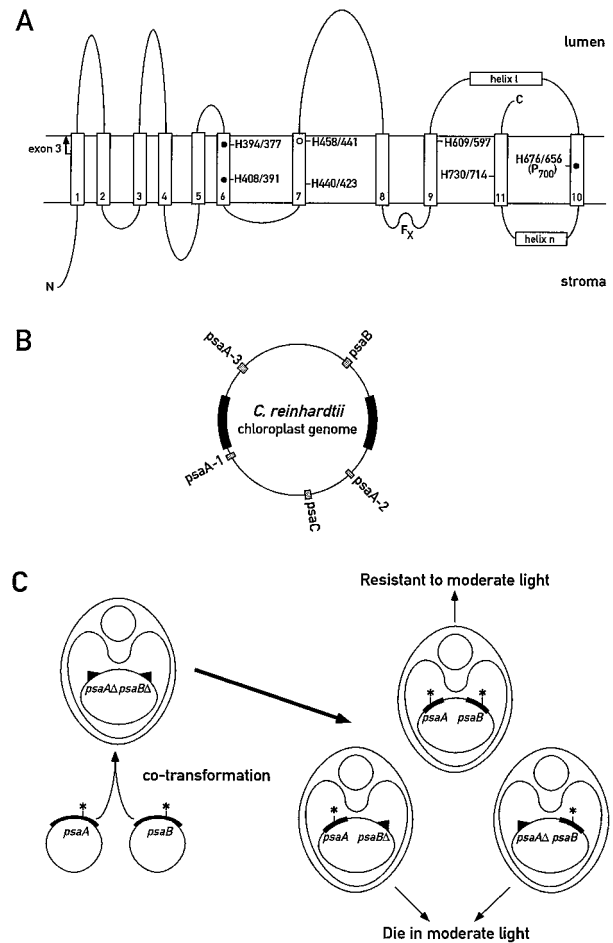 A
lumen
helix l
C
exon 3
H394/377
H458/441
H609/597
H676/656
(P700)
H408/391
H440/423
H730/714
1 2 3 4 5 6 7 8 9 11 10
FX
helix n
N
stroma
B
psaA-3
psaB
C. reinhardtii
chloroplast genome
psaA-1
psaA-2
psaC
C
Resistant to moderate light
psaAΔ psaBΔ
* *
psaA psaB
co-transformation
* *
psaA psaB
* *
psaA psaBΔ psaAΔ psaB
Die in moderate light